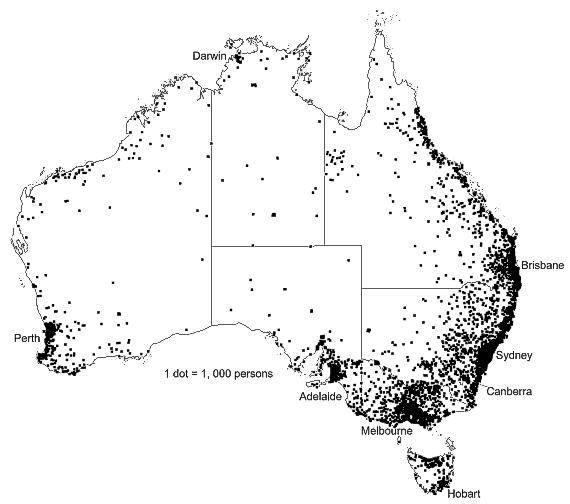 Darwin
Brisbane
Perth
Sydney
1 dot = 1, 000 persons
Canberra
Adelaide
Melbourne
Hobart